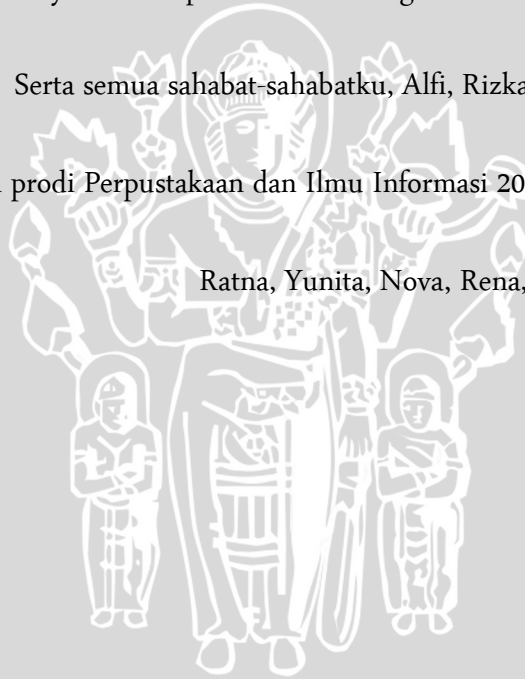 Serta semua sahabat-sahabatku, Alfi, Rizka
prodi Perpustakaan dan Ilmu Informasi 20
Ratna, Yunita, Nova, Rena,